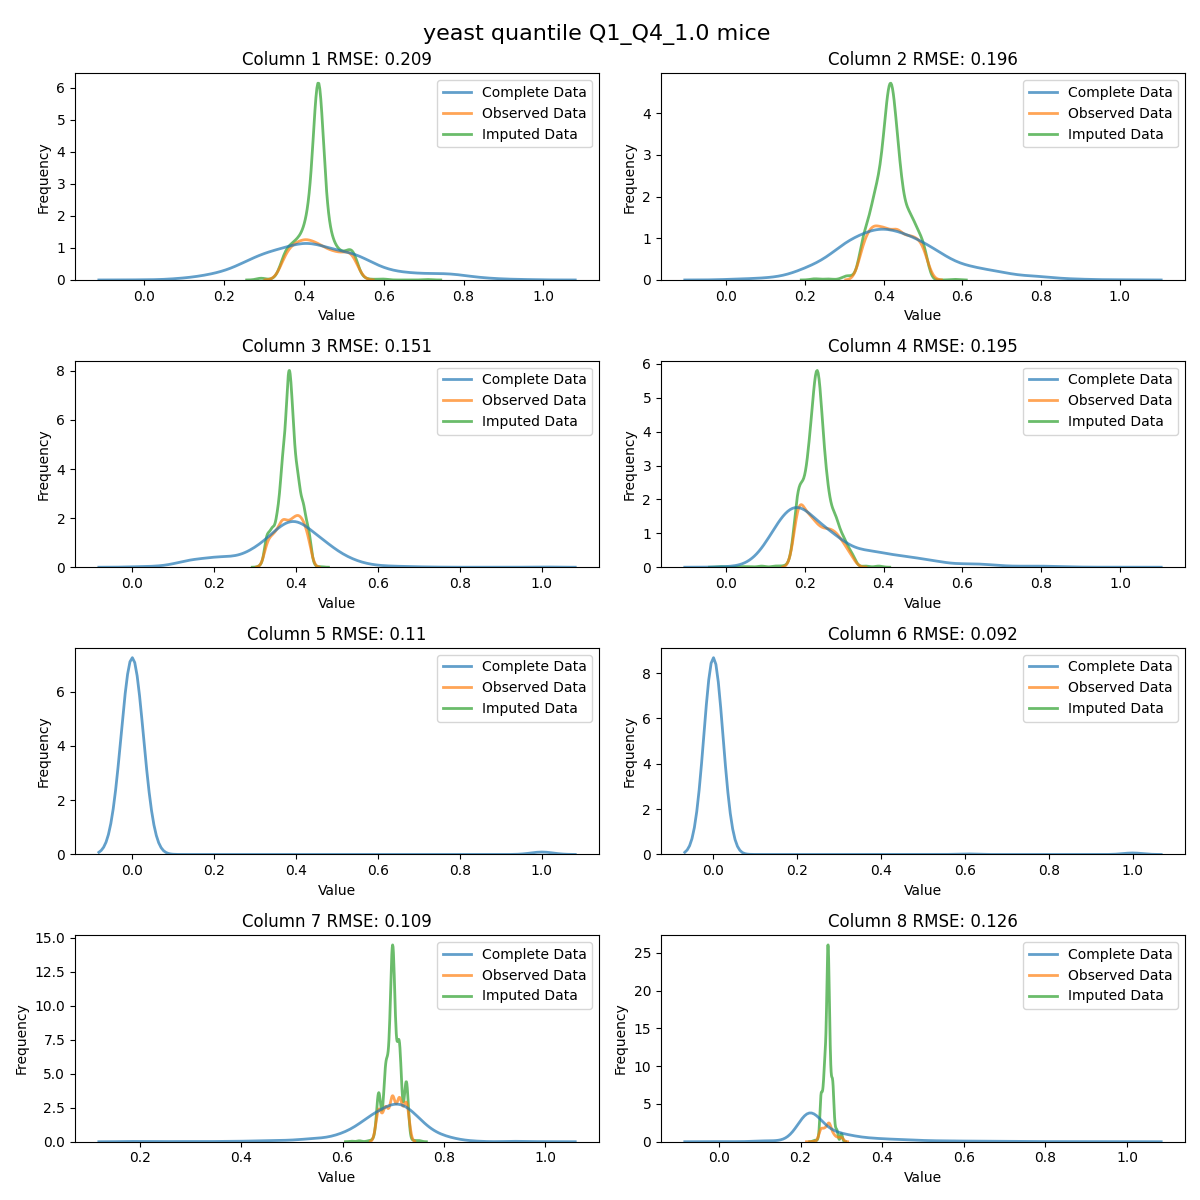 yeast quantile Q1_Q4_1.0 mice
Column 1 RMSE: 0.209
Frequency
6
5
4
3
2
1
0
Complete Data
Observed Data
Imputed Data
0.0 0.2 0.4 0.6 0.8 1.0
Value
Column 2 RMSE: 0.196
Frequency
4
3
2
1
0
Complete Data
Observed Data
Imputed Data
0.0 0.2 0.4 0.6 0.8 1.0
Value
Column 3 RMSE: 0.151
Frequency
8
6
4
2
0
Complete Data
Observed Data
Imputed Data
0.0 0.2 0.4 0.6 0.8 1.0
Value
Column 4 RMSE: 0.195
Frequency
6
5
4
3
2
1
0
Complete Data
Observed Data
Imputed Data
0.0 0.2 0.4 0.6 0.8 1.0
Value
Column 5 RMSE: 0.11
Frequency
6
4
2
0
Complete Data
Observed Data
Imputed Data
0.0 0.2 0.4 0.6 0.8 1.0
Value
Column 6 RMSE: 0.092
Frequency
8
6
4
2
0
Complete Data
Observed Data
Imputed Data
0.0 0.2 0.4 0.6 0.8 1.0
Value
Column 7 RMSE: 0.109
Frequency
15.0
12.5
10.0
7.5
5.0
2.5
0.0
Complete Data
Observed Data
Imputed Data
0.2 0.4 0.6 0.8 1.0
Value
Column 8 RMSE: 0.126
Frequency
25
20
15
10
5
0
Complete Data
Observed Data
Imputed Data
0.0 0.2 0.4 0.6 0.8 1.0
Value